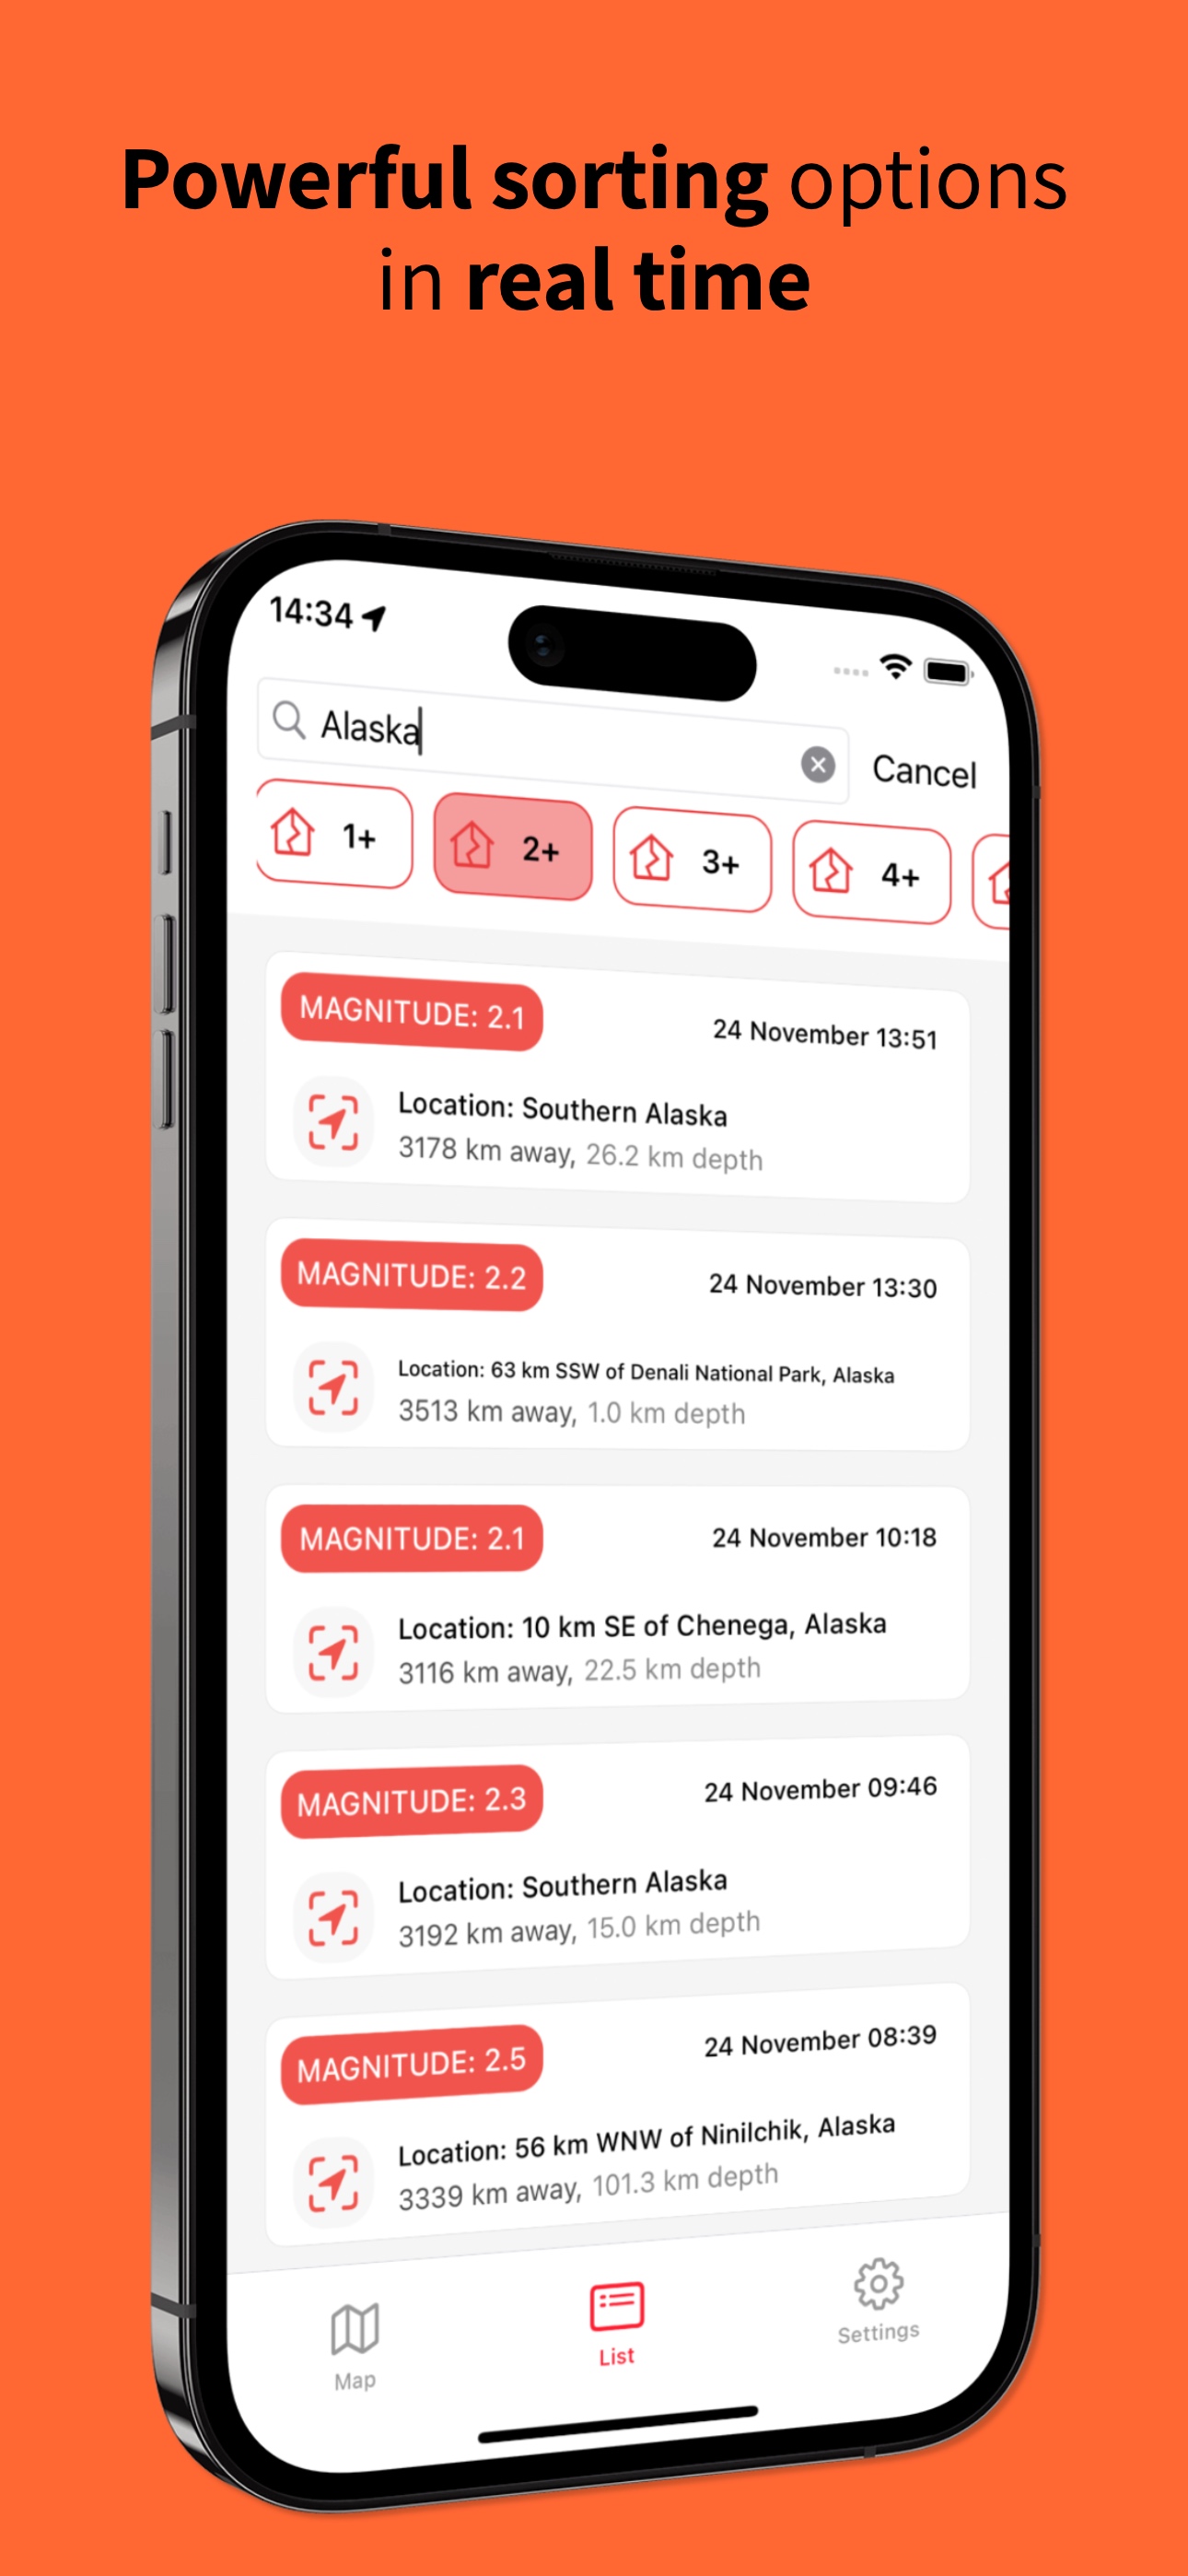 Powerful sorting options
in real time
14:34
Alaska
Cancel
1+ 2+ 3+ 4+
MAGNITUDE: 2.1
24 November 13:51
Location: Southern Alaska
3178 km away, 26.2 km depth
MAGNITUDE: 2.2
24 November 13:30
Location: 63 km SSW of Denali National Park, Alaska
3513 km away, 1.0 km depth
MAGNITUDE: 2.1
24 November 10:18
Location: 10 km SE of Chenega, Alaska
3116 km away, 22.5 km depth
MAGNITUDE: 2.3
24 November 09:46
Location: Southern Alaska
3192 km away, 15.0 km depth
MAGNITUDE: 2.5
24 November 08:39
Location: 56 km WNW of Ninilchik, Alaska
3339 km away, 101.3 km depth
Map
List
Settings